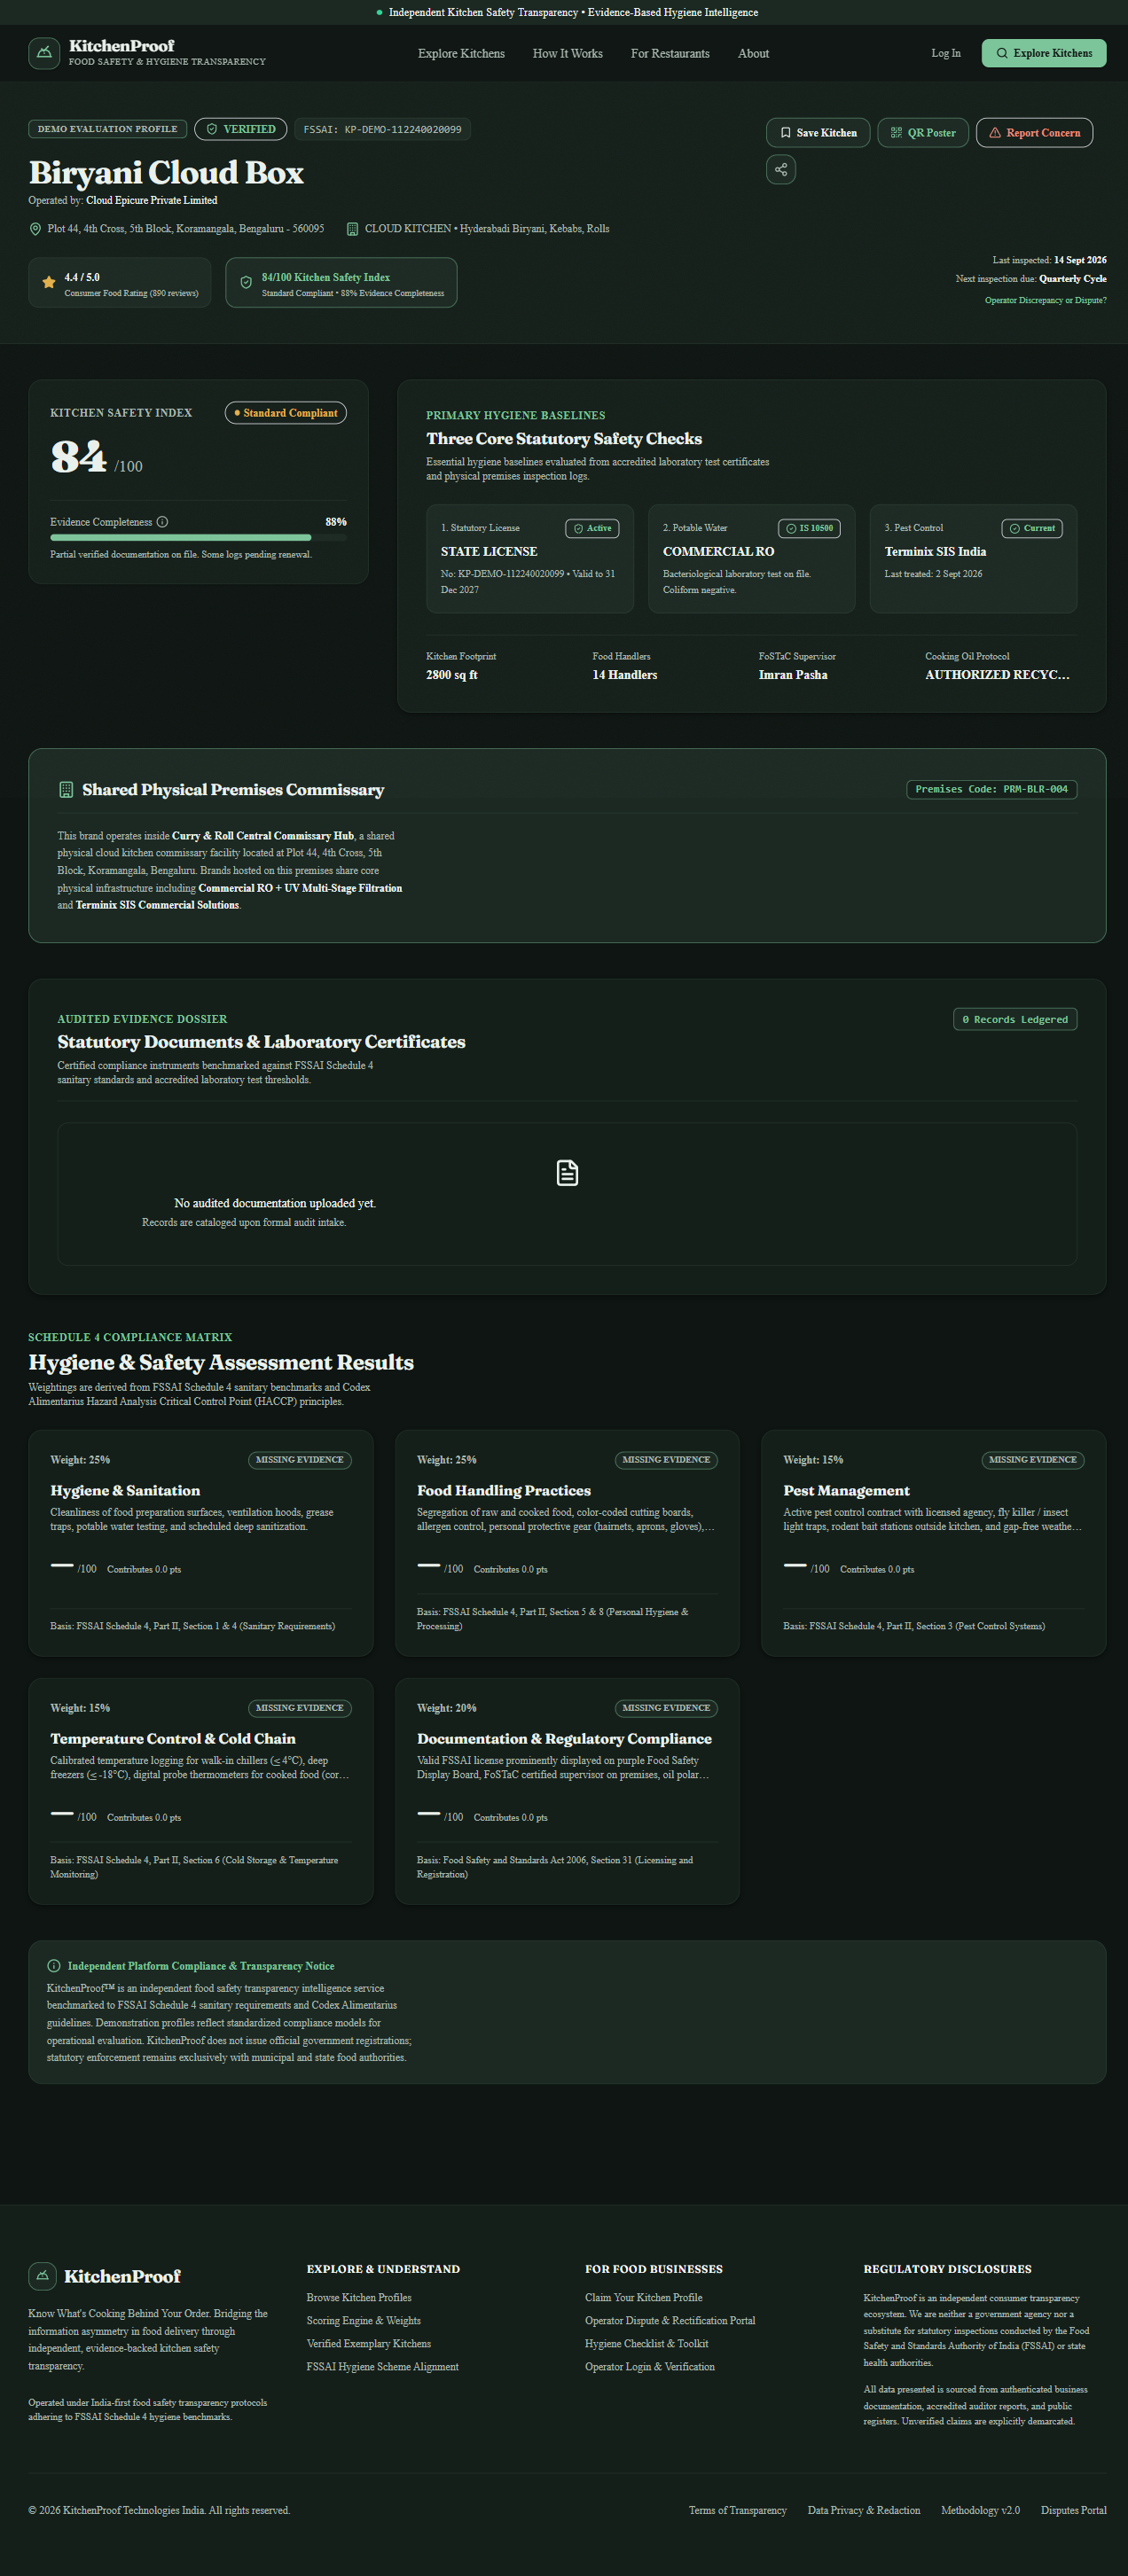 Independent Kitchen Safety Transparency • Evidence-Based Hygiene Intelligence
KitchenProof
FOOD SAFETY & HYGIENE TRANSPARENCY
Explore Kitchens
How It Works
For Restaurants
About
Log In
Explore Kitchens
DEMO EVALUATION PROFILE
VERIFIED
FSSAI: KP-DEMO-112240020099
Save Kitchen
QR Poster
Report Concern
Biryani Cloud Box
Operated by: Cloud Epicure Private Limited
Plot 44, 4th Cross, 5th Block, Koramangala, Bengaluru - 560095
CLOUD KITCHEN • Hyderabadi Biryani, Kebabs, Rolls
4.4 / 5.0
Consumer Food Rating (890 reviews)
84/100 Kitchen Safety Index
Standard Compliant • 88% Evidence Completeness
Last inspected: 14 Sept 2026
Next inspection due: Quarterly Cycle
Operator Discrepancy or Dispute?
KITCHEN SAFETY INDEX
Standard Compliant
84 /100
Evidence Completeness
88%
Partial verified documentation on file. Some logs pending renewal.
PRIMARY HYGIENE BASELINES
Three Core Statutory Safety Checks
Essential hygiene baselines evaluated from accredited laboratory test certificates
and physical premises inspection logs.
1. Statutory License
Active
STATE LICENSE
No: KP-DEMO-112240020099 • Valid to 31
Dec 2027
2. Potable Water
IS 10500
COMMERCIAL RO
Bacteriological laboratory test on file.
Coliform negative.
3. Pest Control
Current
Terminix SIS India
Last treated: 2 Sept 2026
Kitchen Footprint
2800 sq ft
Food Handlers
14 Handlers
FoSTaC Supervisor
Imran Pasha
Cooking Oil Protocol
AUTHORIZED RECYC...
Shared Physical Premises Commissary
Premises Code: PRM-BLR-004
This brand operates inside Curry & Roll Central Commissary Hub, a shared
physical cloud kitchen commissary facility located at Plot 44, 4th Cross, 5th
Block, Koramangala, Bengaluru. Brands hosted on this premises share core
physical infrastructure including Commercial RO + UV Multi-Stage Filtration
and Terminix SIS Commercial Solutions.
AUDITED EVIDENCE DOSSIER
0 Records Ledgered
Statutory Documents & Laboratory Certificates
Certified compliance instruments benchmarked against FSSAI Schedule 4
sanitary standards and accredited laboratory test thresholds.
No audited documentation uploaded yet.
Records are cataloged upon formal audit intake.
SCHEDULE 4 COMPLIANCE MATRIX
Hygiene & Safety Assessment Results
Weightings are derived from FSSAI Schedule 4 sanitary benchmarks and Codex
Alimentarius Hazard Analysis Critical Control Point (HACCP) principles.
Weight: 25%
MISSING EVIDENCE
Hygiene & Sanitation
Cleanliness of food preparation surfaces, ventilation hoods, grease
traps, potable water testing, and scheduled deep sanitization.
— /100 Contributes 0.0 pts
Basis: FSSAI Schedule 4, Part II, Section 1 & 4 (Sanitary Requirements)
Weight: 25%
MISSING EVIDENCE
Food Handling Practices
Segregation of raw and cooked food, color-coded cutting boards,
allergen control, personal protective gear (hairnets, aprons, gloves),...
— /100 Contributes 0.0 pts
Basis: FSSAI Schedule 4, Part II, Section 5 & 8 (Personal Hygiene &
Processing)
Weight: 15%
MISSING EVIDENCE
Pest Management
Active pest control contract with licensed agency, fly killer / insect
light traps, rodent bait stations outside kitchen, and gap-free weathe...
— /100 Contributes 0.0 pts
Basis: FSSAI Schedule 4, Part II, Section 3 (Pest Control Systems)
Weight: 15%
MISSING EVIDENCE
Temperature Control & Cold Chain
Calibrated temperature logging for walk-in chillers (≤ 4°C), deep
freezers (≤ -18°C), digital probe thermometers for cooked food (cor...
— /100 Contributes 0.0 pts
Basis: FSSAI Schedule 4, Part II, Section 6 (Cold Storage & Temperature
Monitoring)
Weight: 20%
MISSING EVIDENCE
Documentation & Regulatory Compliance
Valid FSSAI license prominently displayed on purple Food Safety
Display Board, FoSTaC certified supervisor on premises, oil polar...
— /100 Contributes 0.0 pts
Basis: Food Safety and Standards Act 2006, Section 31 (Licensing and
Registration)
Independent Platform Compliance & Transparency Notice
KitchenProof™ is an independent food safety transparency intelligence service
benchmarked to FSSAI Schedule 4 sanitary requirements and Codex Alimentarius
guidelines. Demonstration profiles reflect standardized compliance models for
operational evaluation. KitchenProof does not issue official government registrations;
statutory enforcement remains exclusively with municipal and state food authorities.
KitchenProof
Know What's Cooking Behind Your Order. Bridging the
information asymmetry in food delivery through
independent, evidence-backed kitchen safety
transparency.
Operated under India-first food safety transparency protocols
adhering to FSSAI Schedule 4 hygiene benchmarks.
EXPLORE & UNDERSTAND
Browse Kitchen Profiles
Scoring Engine & Weights
Verified Exemplary Kitchens
FSSAI Hygiene Scheme Alignment
FOR FOOD BUSINESSES
Claim Your Kitchen Profile
Operator Dispute & Rectification Portal
Hygiene Checklist & Toolkit
Operator Login & Verification
REGULATORY DISCLOSURES
KitchenProof is an independent consumer transparency
ecosystem. We are neither a government agency nor a
substitute for statutory inspections conducted by the Food
Safety and Standards Authority of India (FSSAI) or state
health authorities.
All data presented is sourced from authenticated business
documentation, accredited auditor reports, and public
registers. Unverified claims are explicitly demarcated.
© 2026 KitchenProof Technologies India. All rights reserved.
Terms of Transparency
Data Privacy & Redaction
Methodology v2.0
Disputes Portal